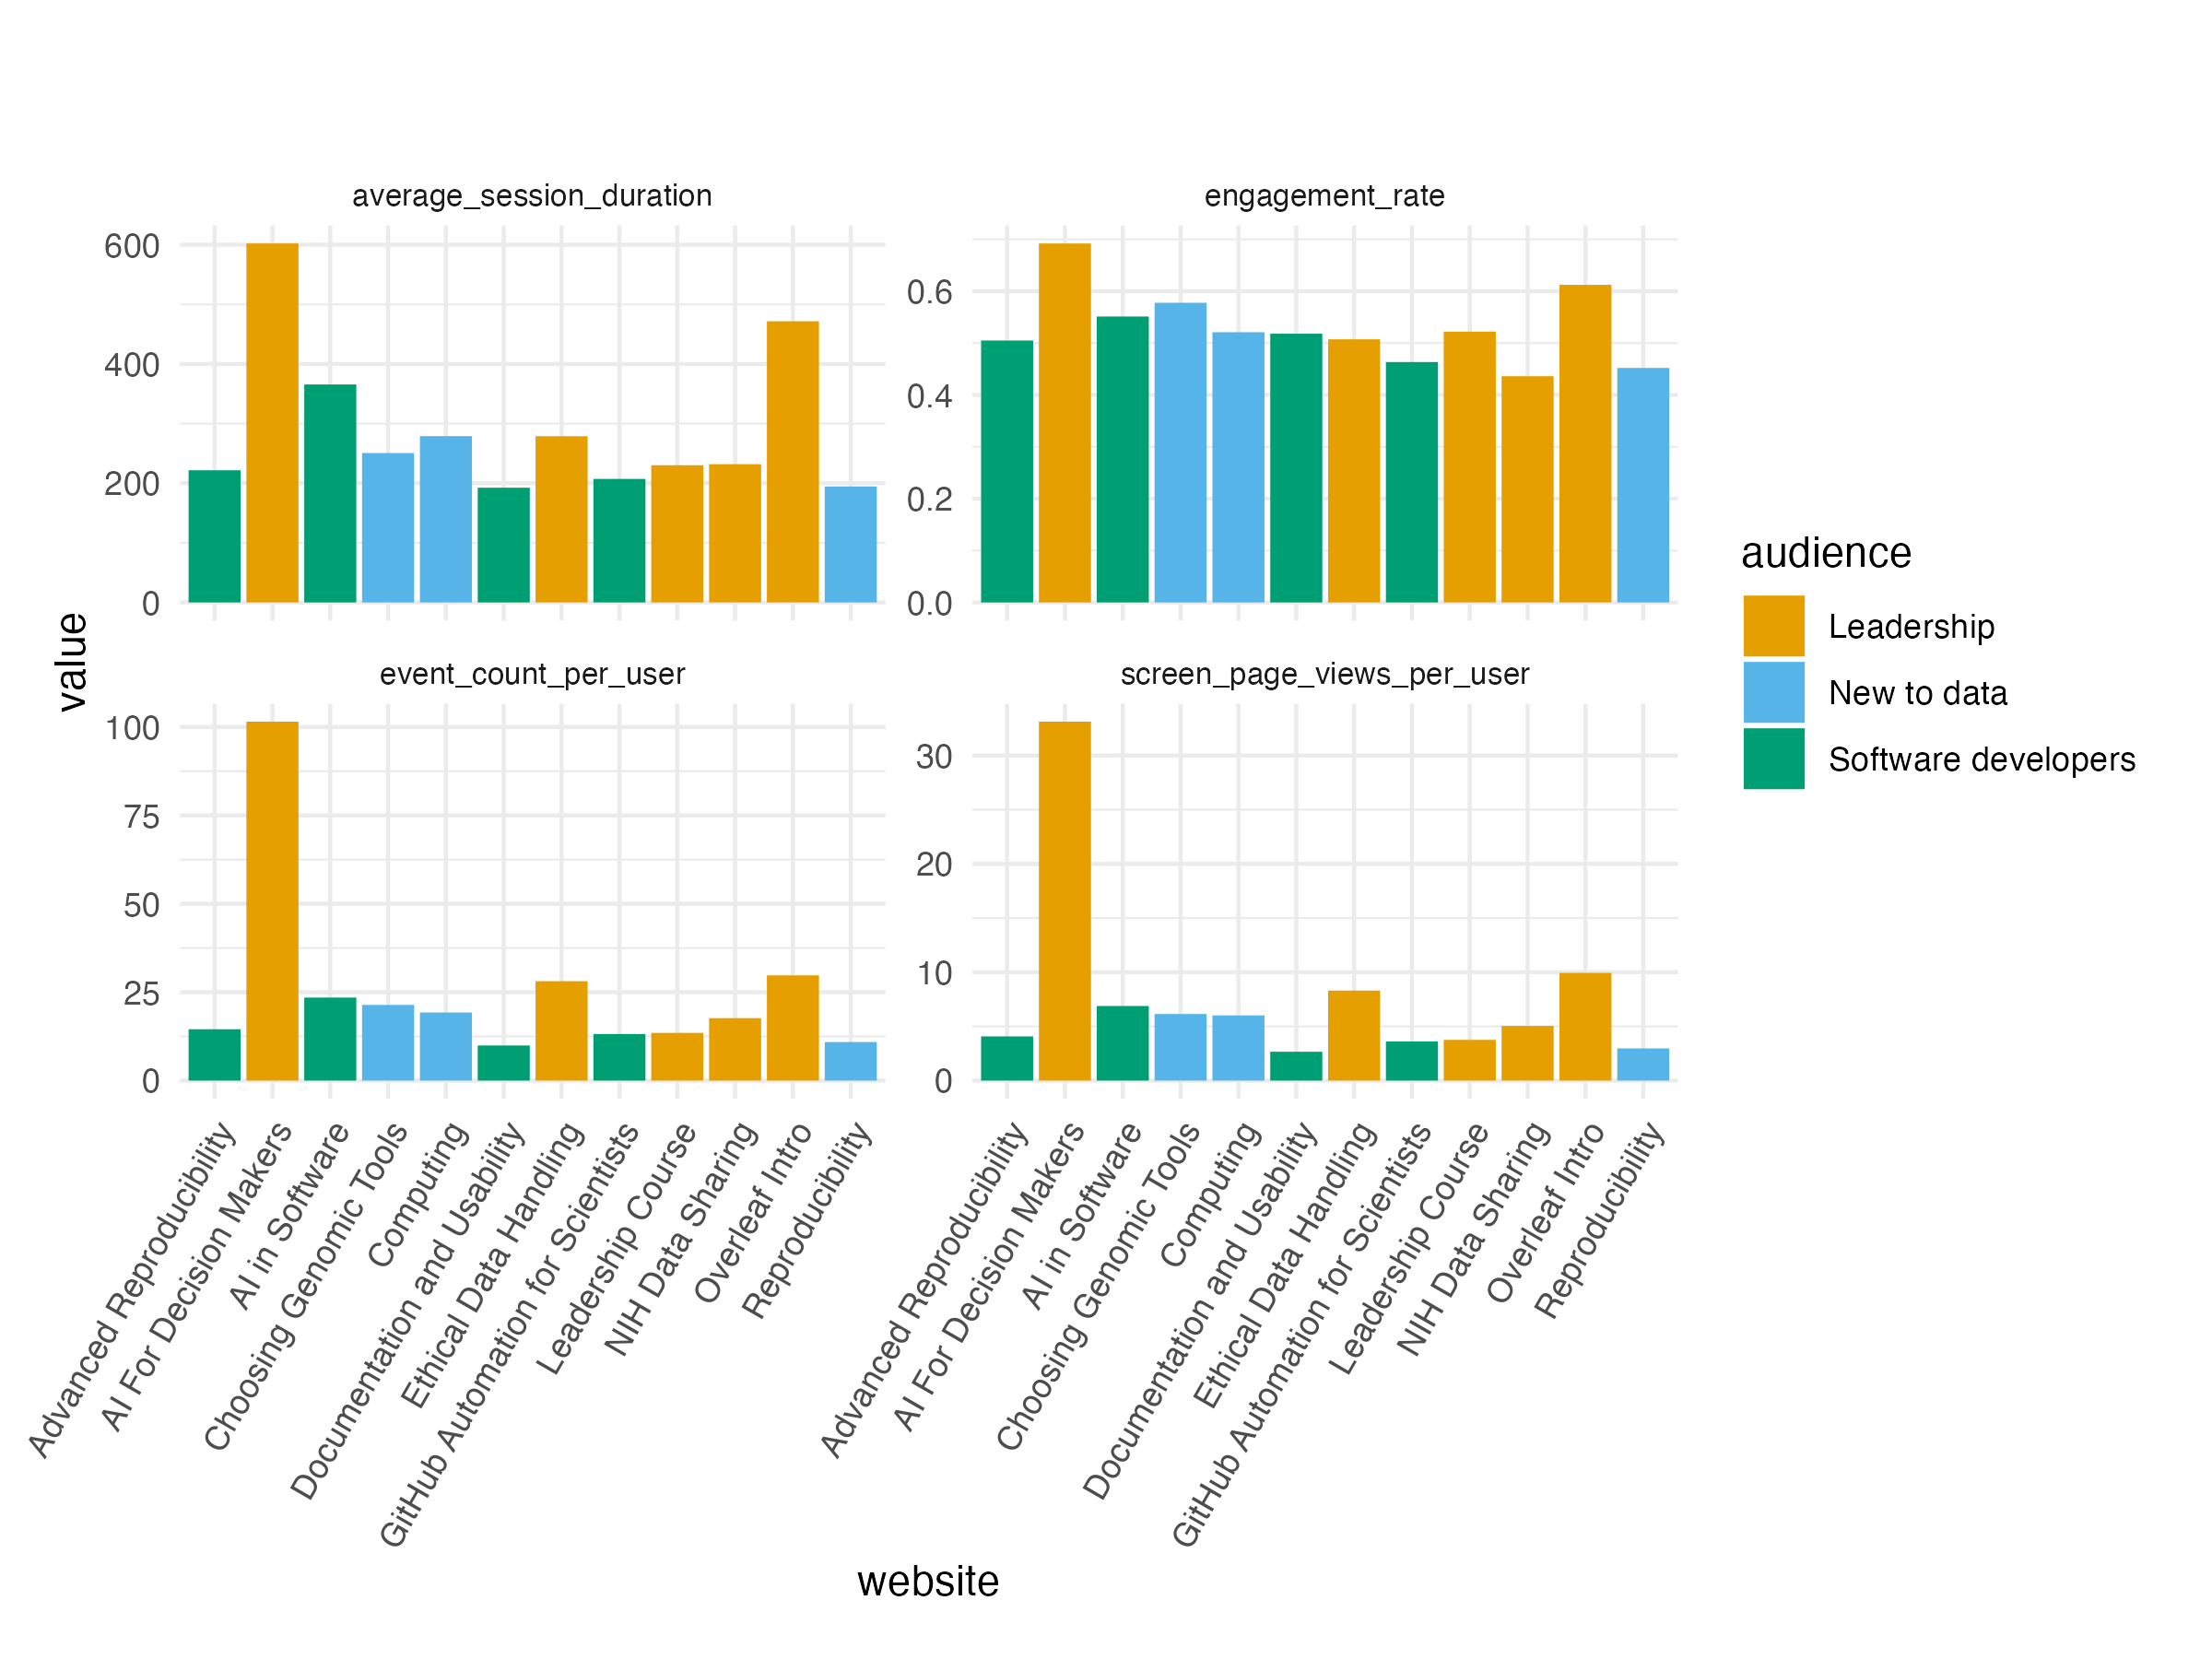 average_session_duration
engagement_rate
600
400
200
0
0.6
0.4
0.2
0.0
event_count_per_user
screen_page_views_per_user
100
75
50
25
0
30
20
10
0
value
Advanced Reproducibility
AI For Decision Makers
AI in Software
Choosing Genomic Tools
Computing
Documentation and Usability
Ethical Data Handling
GitHub Automation for Scientists
Leadership Course
NIH Data Sharing
Overleaf Intro
Reproducibility
Advanced Reproducibility
AI For Decision Makers
AI in Software
Choosing Genomic Tools
Computing
Documentation and Usability
Ethical Data Handling
GitHub Automation for Scientists
Leadership Course
NIH Data Sharing
Overleaf Intro
Reproducibility
website
audience
Leadership
New to data
Software developers